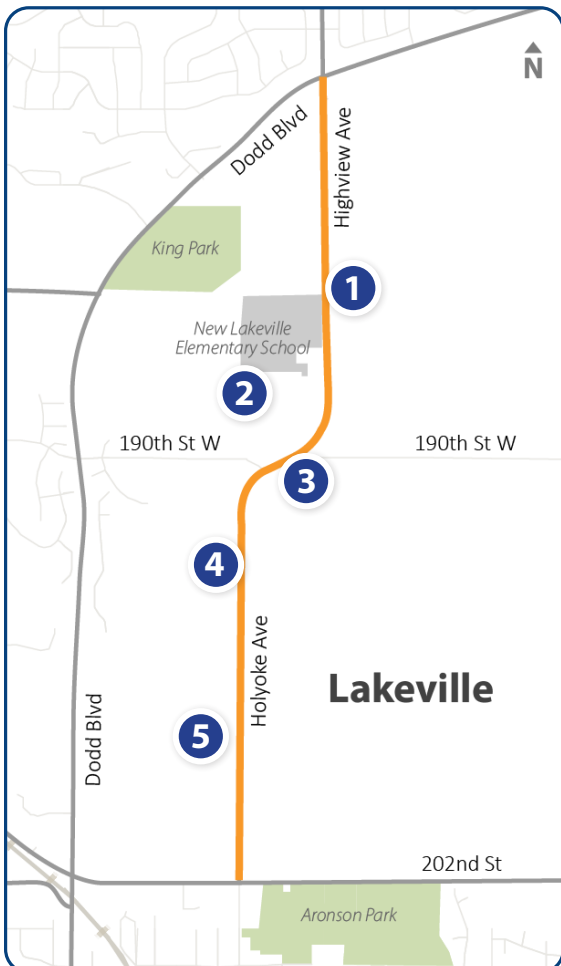 N
Dodd Blvd
Highview Ave
King Park
1
New Lakeville
Elementary School
2
190th St W
190th St W
3
4
Holyoke Ave
Lakeville
Dodd Blvd
5
202nd St
Aronson Park